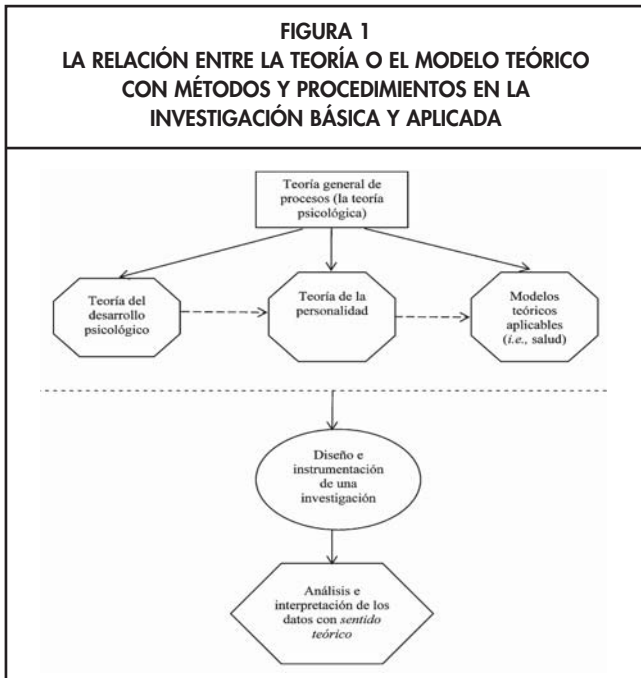 FIGURA 1
LA RELACIÓN ENTRE LA TEORÍA O EL MODELO TEÓRICO
CON MÉTODOS Y PROCEDIMIENTOS EN LA
INVESTIGACIÓN BÁSICA Y APLICADA
Teoría general de
procesos (la teoría
psicológica)
Teoría del
desarrollo
psicológico
Teoría de la
personalidad
Modelos
teóricos
aplicables
(i.e., salud)
Diseño e
instrumentación
de una
investigación
Análisis e
interpretación de los
datos con sentido
teórico